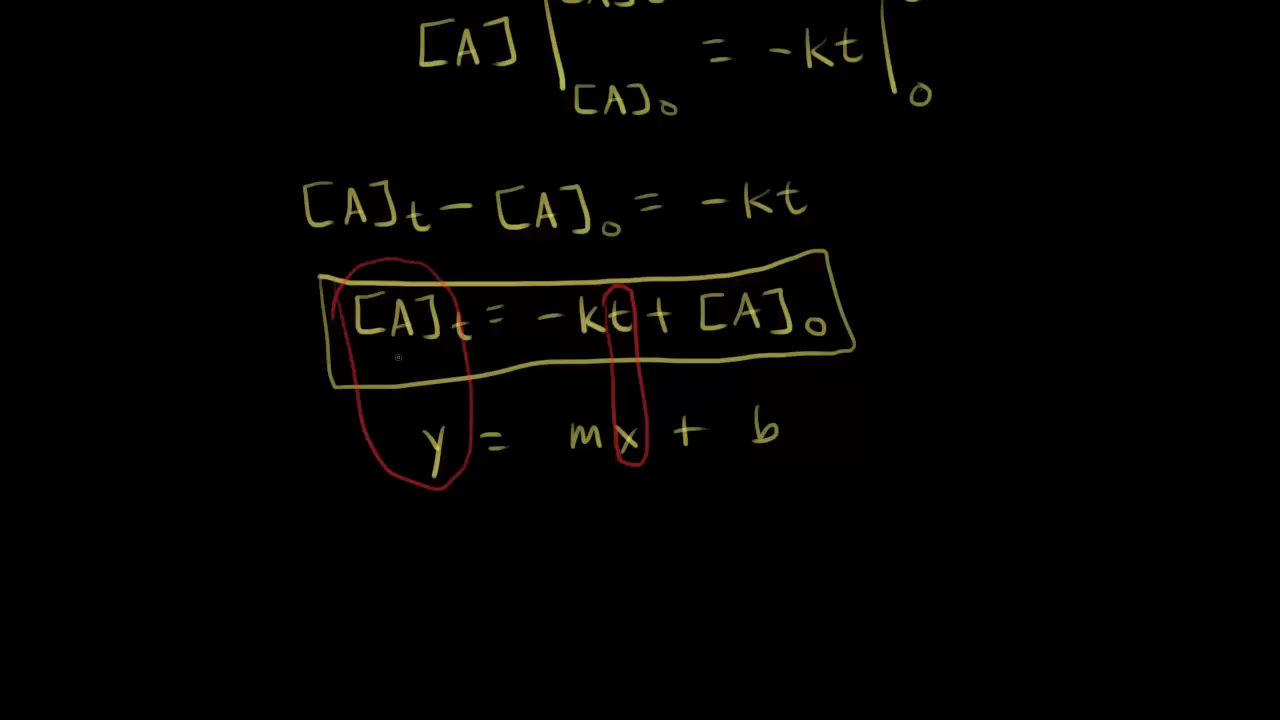 [A] | [A]₀ = -kt | ₀
[A]ₜ - [A]₀ = -kt
[A]ₜ = -kt + [A]₀
y = mx + b